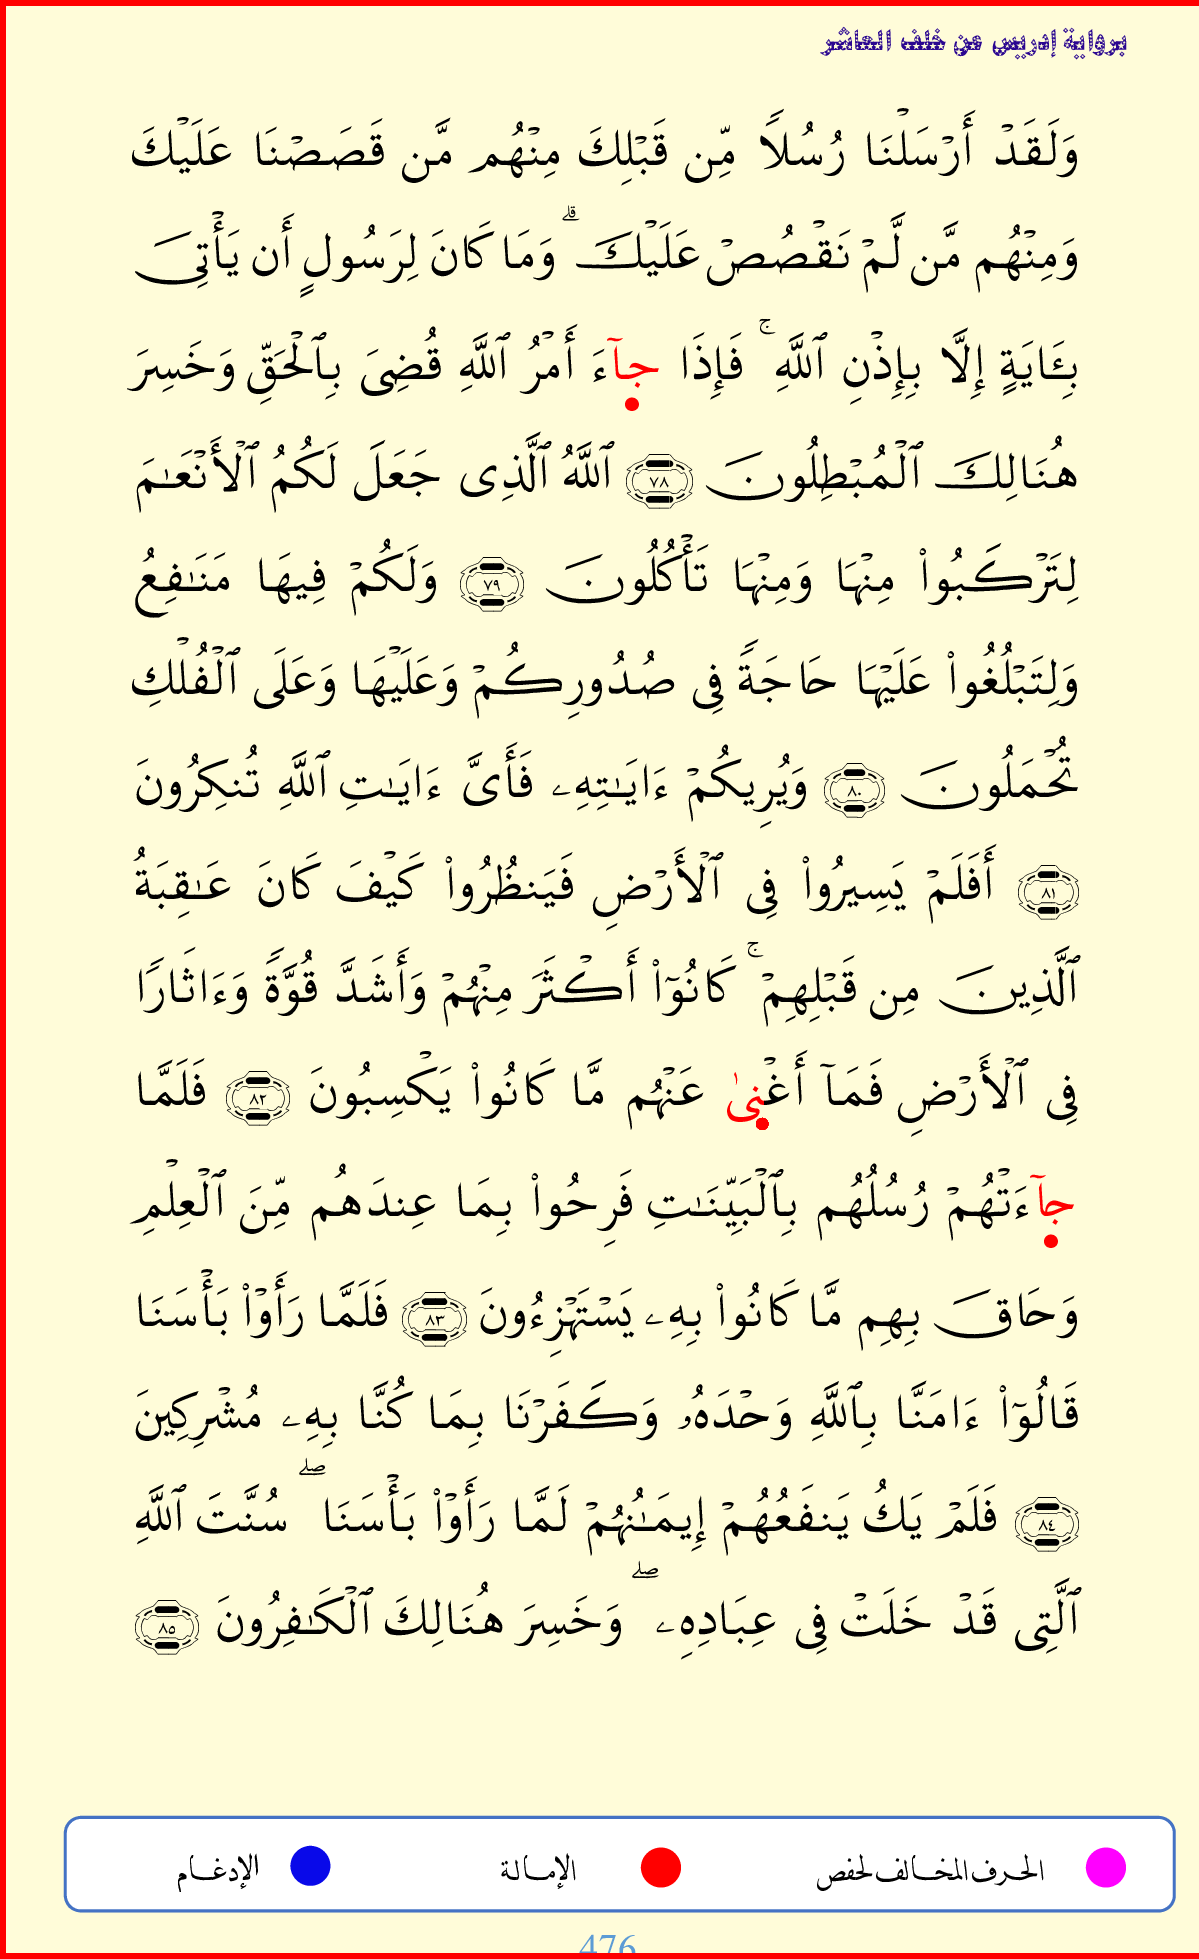 برواية إدريس عن خلف العاشر
وَلَقَدْ أَرْسَلْنَا رُسُلًا مِّن قَبْلِكَ مِنْهُم مَّن قَصَصْنَا عَلَيْكَ
وَمِنْهُم مَّن لَّمْ نَقْصُصْ عَلَيْكَ ۗ وَمَا كَانَ لِرَسُولٍ أَن يَأْتِىَ
بِـَٔايَةٍ إِلَّا بِإِذْنِ ٱللَّهِ ۚ فَإِذَا جَآءَ أَمْرُ ٱللَّهِ قُضِىَ بِٱلْحَقِّ وَخَسِرَ
هُنَالِكَ ٱلْمُبْطِلُونَ ٧٨ ٱللَّهُ ٱلَّذِى جَعَلَ لَكُمُ ٱلْأَنْعَـٰمَ
لِتَرْكَبُوا۟ مِنْهَا وَمِنْهَا تَأْكُلُونَ ٧٩ وَلَكُمْ فِيهَا مَنَـٰفِعُ
وَلِتَبْلُغُوا۟ عَلَيْهَا حَاجَةً فِى صُدُورِكُمْ وَعَلَيْهَا وَعَلَى ٱلْفُلْكِ
تُحْمَلُونَ ٨٠ وَيُرِيكُمْ ءَايَـٰتِهِۦ فَأَىَّ ءَايَـٰتِ ٱللَّهِ تُنكِرُونَ
٨١ أَفَلَمْ يَسِيرُوا۟ فِى ٱلْأَرْضِ فَيَنظُرُوا۟ كَيْفَ كَانَ عَـٰقِبَةُ
ٱلَّذِينَ مِن قَبْلِهِمْ ۚ كَانُوٓا۟ أَكْثَرَ مِنْهُمْ وَأَشَدَّ قُوَّةً وَءَاثَارًا
فِى ٱلْأَرْضِ فَمَآ أَغْنىٰ عَنْهُم مَّا كَانُوا۟ يَكْسِبُونَ ٨٢ فَلَمَّا
جآءَتْهُمْ رُسُلُهُم بِٱلْبَيِّنَـٰتِ فَرِحُوا۟ بِمَا عِندَهُم مِّنَ ٱلْعِلْمِ
وَحَاقَ بِهِم مَّا كَانُوا۟ بِهِۦ يَسْتَهْزِءُونَ ٨٣ فَلَمَّا رَأَوْا۟ بَأْسَنَا
قَالُوٓا۟ ءَامَنَّا بِٱللَّهِ وَحْدَهُۥ وَكَفَرْنَا بِمَا كُنَّا بِهِۦ مُشْرِكِينَ
٨٤ فَلَمْ يَكُ يَنفَعُهُمْ إِيمَـٰنُهُمْ لَمَّا رَأَوْا۟ بَأْسَنَا ۖ سُنَّتَ ٱللَّهِ
ٱلَّتِى قَدْ خَلَتْ فِى عِبَادِهِۦ ۖ وَخَسِرَ هُنَالِكَ ٱلْكَـٰفِرُونَ ٨٥
الحرف المخالف لحفص الإمالة الإدغام
476